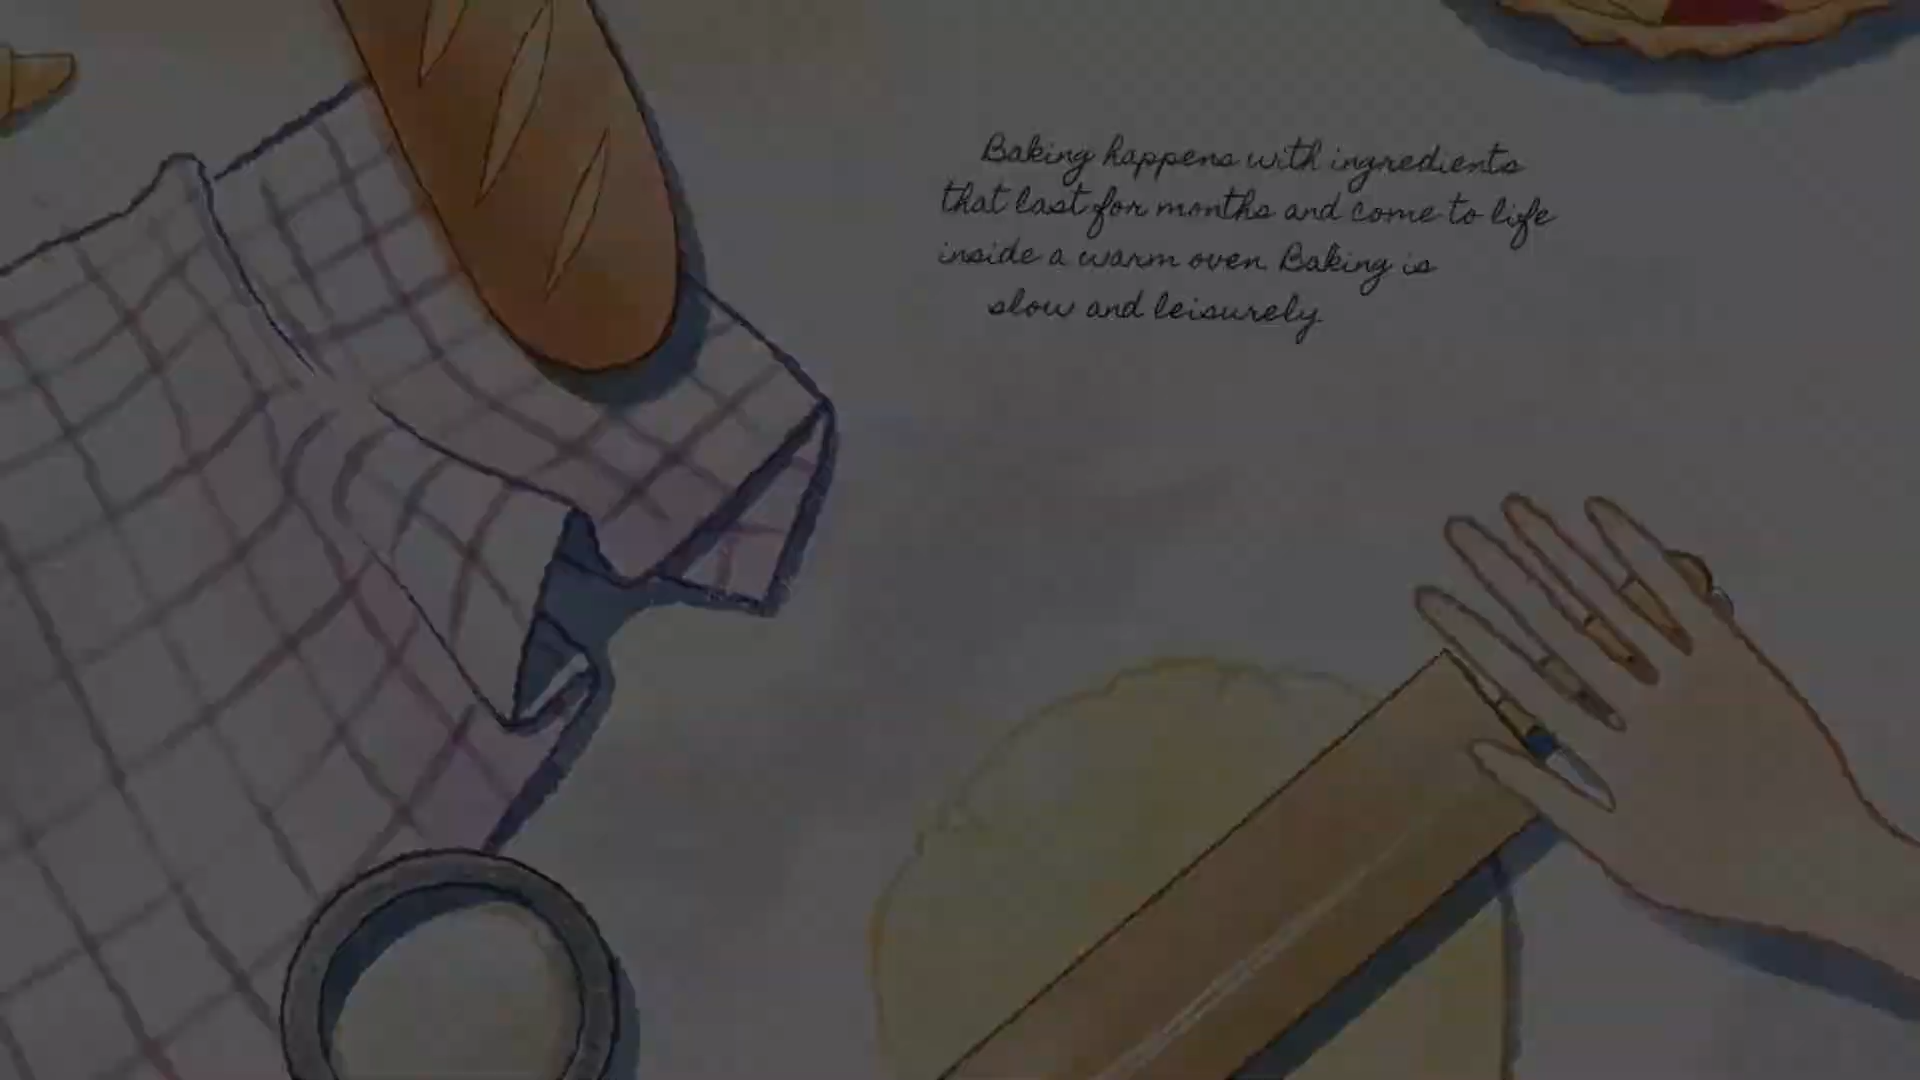 Baking happens with ingredients
that last for months and come to life
inside a warm oven. Baking is
slow and leisurely.